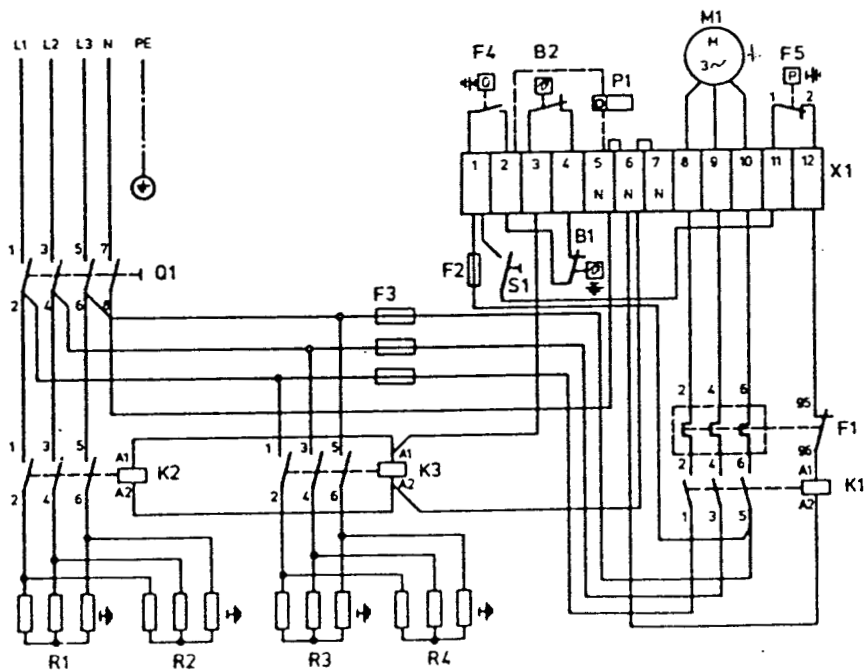 M1
F4 B2 P1 M 3~ F5
L1 L2 L3 N PE
θ θ θ P
1 2
1 2 3 4 5 6 7 8 9 10 11 12 X1
N N N
1 3 5 7 Q1
F2 S1 B1 θ
2 4 6 8
F3
2 4 6 95
F1
96
1 3 5 A1 K2 A2
1 3 5 A1 K3 A2
2 4 6 A1 K1 A2
2 4 6
2 4 6
1 3 5
R1 R2 R3 R4